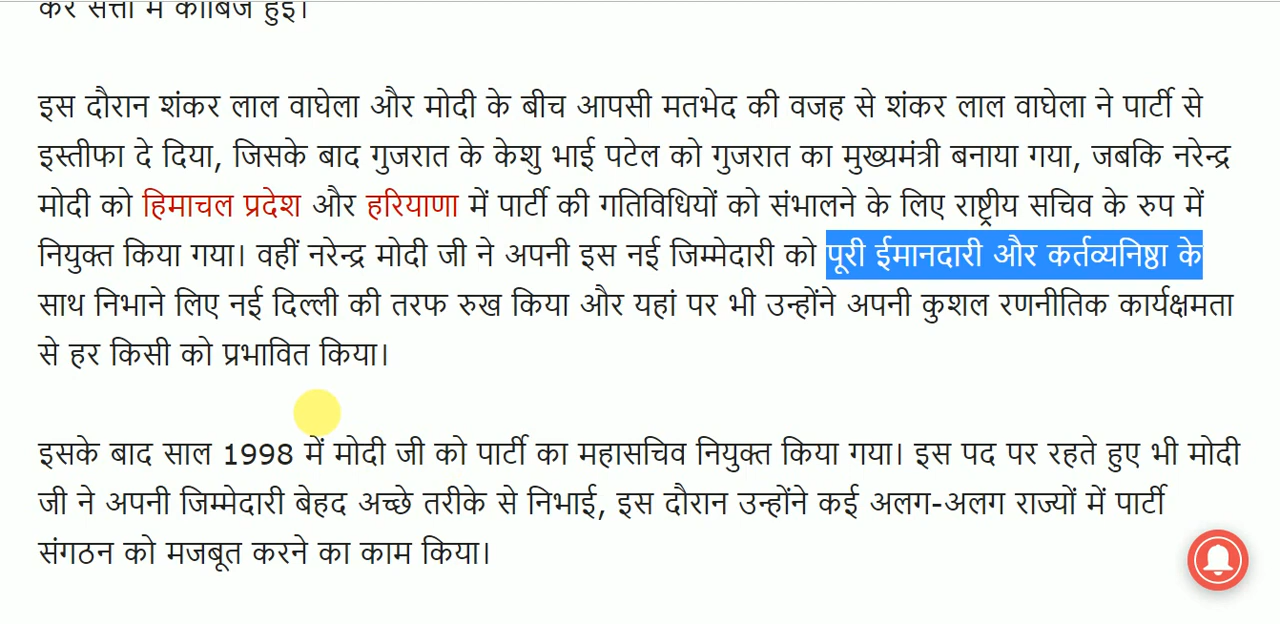 कर सत्ता में काबिज हुई।
इस दौरान शंकर लाल वाघेला और मोदी के बीच आपसी मतभेद की वजह से शंकर लाल वाघेला ने पार्टी से
इस्तीफा दे दिया, जिसके बाद गुजरात के केशु भाई पटेल को गुजरात का मुख्यमंत्री बनाया गया, जबकि नरेन्द्र
मोदी को हिमाचल प्रदेश और हरियाणा में पार्टी की गतिविधियों को संभालने के लिए राष्ट्रीय सचिव के रुप में
नियुक्त किया गया। वहीं नरेन्द्र मोदी जी ने अपनी इस नई जिम्मेदारी को पूरी ईमानदारी और कर्तव्यनिष्ठा के
साथ निभाने लिए नई दिल्ली की तरफ रुख किया और यहां पर भी उन्होंने अपनी कुशल रणनीतिक कार्यक्षमता
से हर किसी को प्रभावित किया।
इसके बाद साल 1998 में मोदी जी को पार्टी का महासचिव नियुक्त किया गया। इस पद पर रहते हुए भी मोदी
जी ने अपनी जिम्मेदारी बेहद अच्छे तरीके से निभाई, इस दौरान उन्होंने कई अलग-अलग राज्यों में पार्टी
संगठन को मजबूत करने का काम किया।